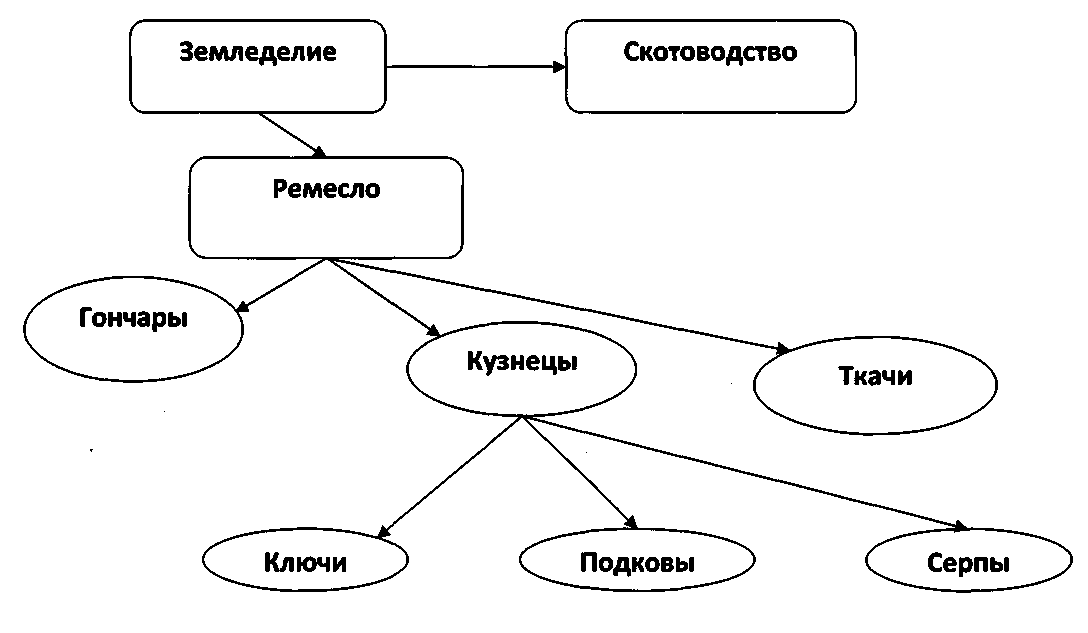 Земледелие
Скотоводство
Ремесло
Гончары
Кузнецы
Ткачи
Ключи
Подковы
Серпы